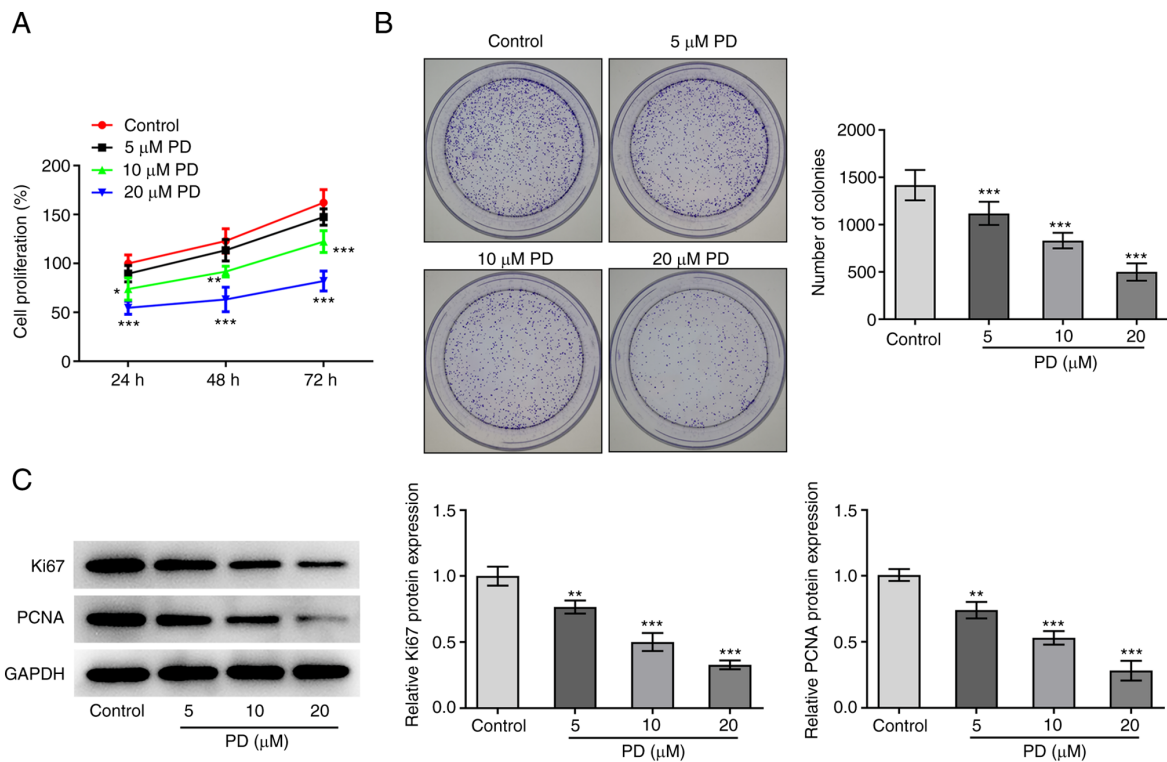 A
Control
5 μM PD
10 μM PD
20 μM PD
Cell proliferation (%)
200
150
100
50
0
*
***
**
***
***
***
24 h 48 h 72 h
B
Control 5 μM PD
10 μM PD 20 μM PD
Number of colonies
2000
1500
1000
500
0
***
***
***
Control 5 10 20
PD (μM)
C
Ki67
PCNA
GAPDH
Control 5 10 20
PD (μM)
Relative Ki67 protein expression
1.5
1.0
0.5
0.0
**
***
***
Control 5 10 20
PD (μM)
Relative PCNA protein expression
1.5
1.0
0.5
0.0
**
***
***
Control 5 10 20
PD (μM)